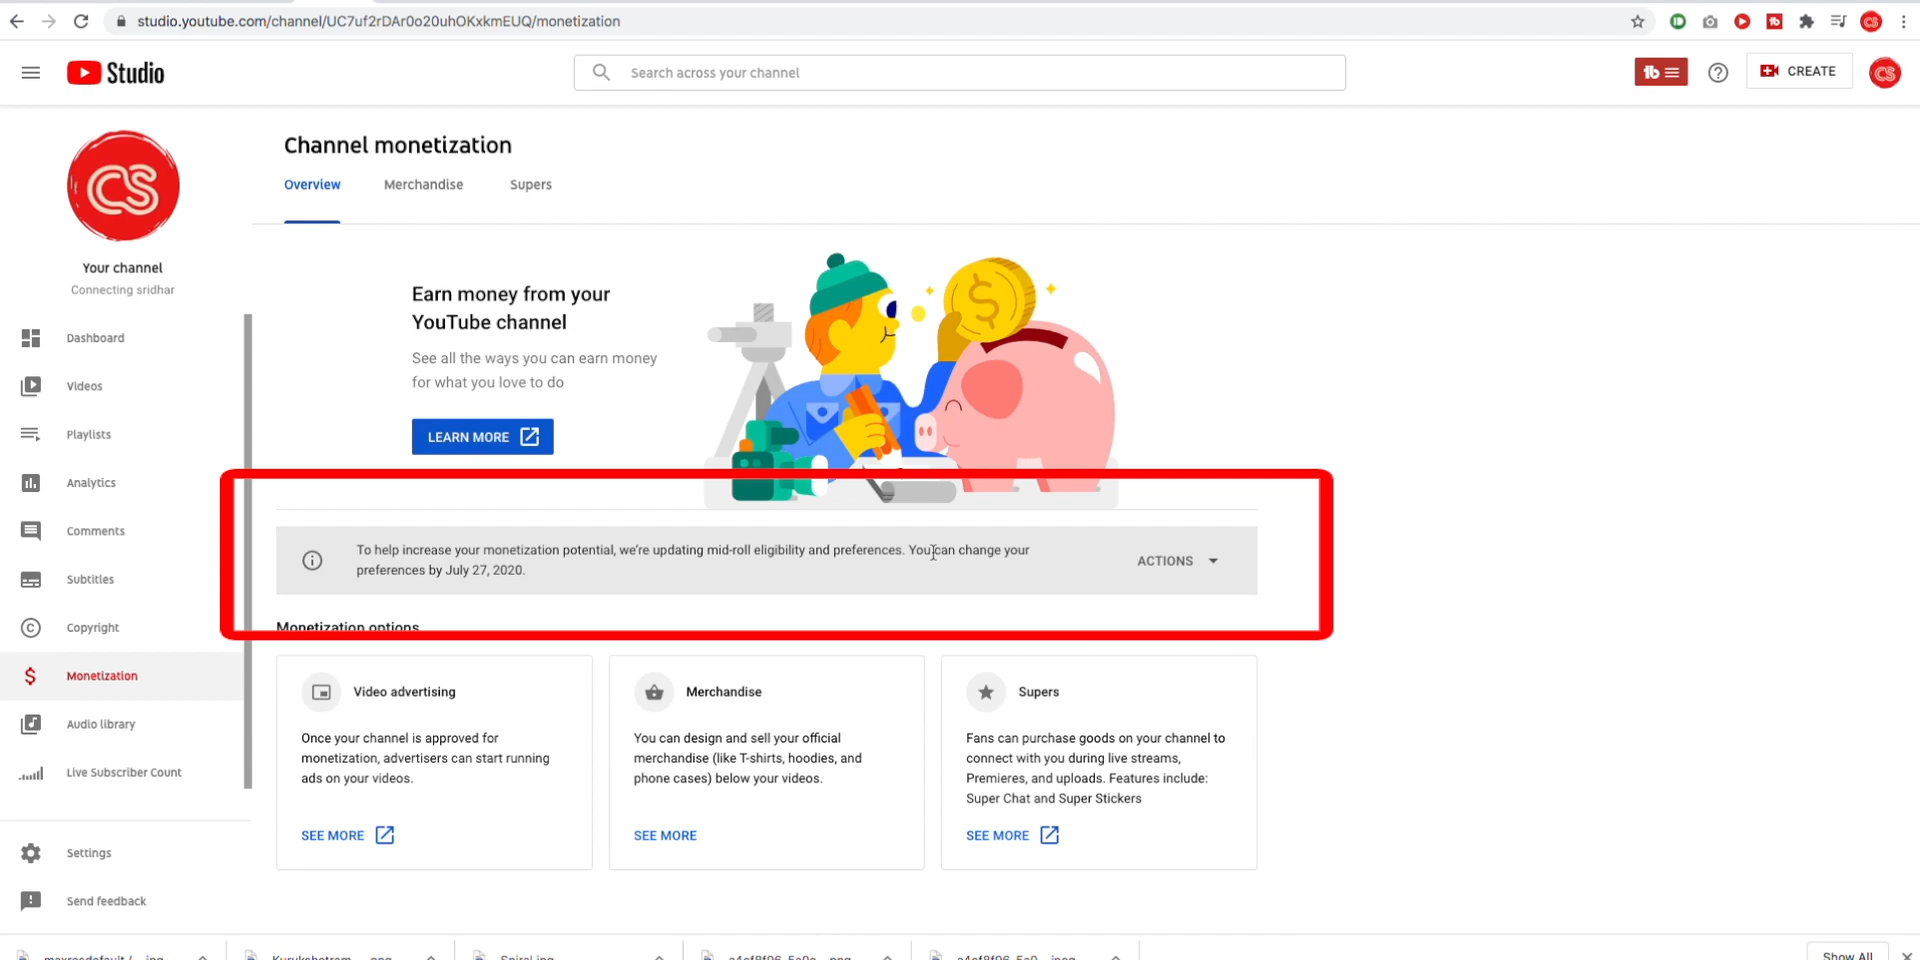 studio.youtube.com/channel/UC7uf2rDAr0o20uhOKxkmEUQ/monetization
Studio
Search across your channel
CREATE
CS
Your channel
Connecting sridhar
Dashboard
Videos
Playlists
Analytics
Comments
Subtitles
Copyright
Monetization
Audio library
Live Subscriber Count
Settings
Send feedback
Channel monetization
Overview Merchandise Supers
Earn money from your
YouTube channel
See all the ways you can earn money
for what you love to do
LEARN MORE
To help increase your monetization potential, we're updating mid-roll eligibility and preferences. You can change your
preferences by July 27, 2020.
ACTIONS
Monetization options
Video advertising
Once your channel is approved for
monetization, advertisers can start running
ads on your videos.
SEE MORE
Merchandise
You can design and sell your official
merchandise (like T-shirts, hoodies, and
phone cases) below your videos.
SEE MORE
Supers
Fans can purchase goods on your channel to
connect with you during live streams,
Premieres, and uploads. Features include:
Super Chat and Super Stickers
SEE MORE
Show All